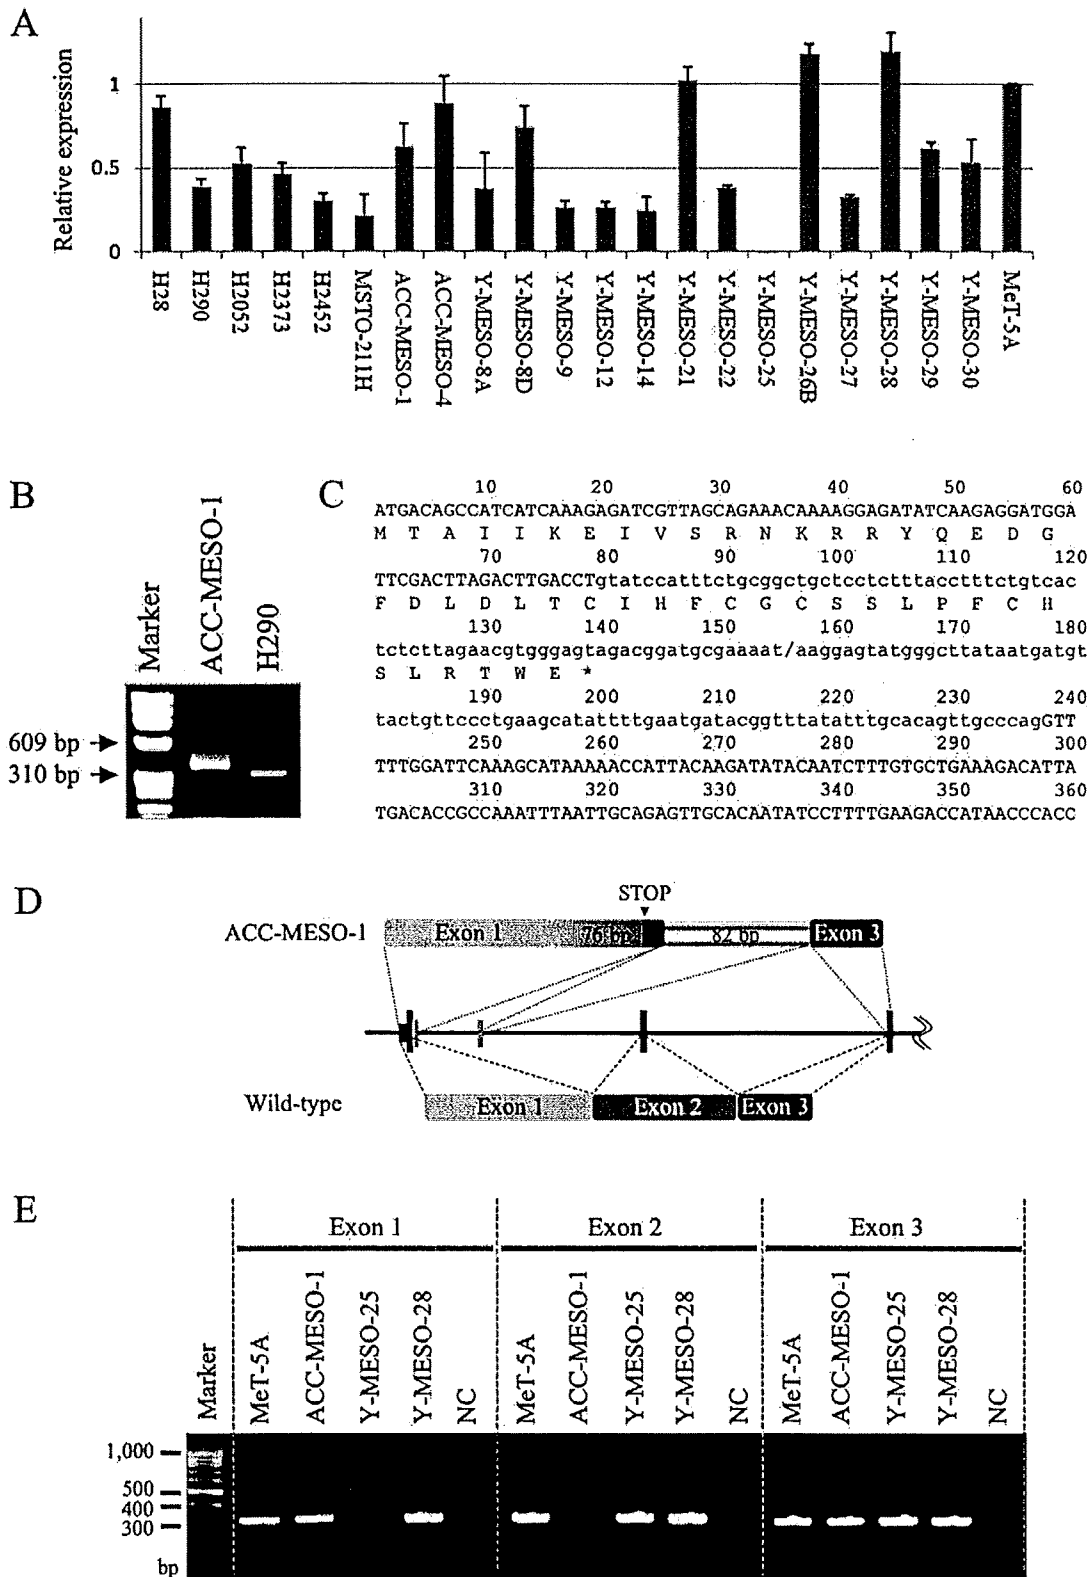 A
Relative expression
1
0.5
0
H28
H290
H2052
H2373
H2452
MSTO-211H
ACC-MESO-1
ACC-MESO-4
Y-MESO-8A
Y-MESO-8D
Y-MESO-9
Y-MESO-12
Y-MESO-14
Y-MESO-21
Y-MESO-22
Y-MESO-25
Y-MESO-26B
Y-MESO-27
Y-MESO-28
Y-MESO-29
Y-MESO-30
MeT-5A
B
Marker
ACC-MESO-1
H290
609 bp
310 bp
C
10 20 30 40 50 60
ATGACAGCCATCATCAAAGAGATCGTTAGCAGAAACAAAAGGAGATATCAAGAGGATGGA
M T A I I K E I V S R N K R R Y Q E D G
70 80 90 100 110 120
TTCGACTTAGACTTGACCTgtatccatttctgcggctgctcctctttaccttctgtcac
F D L D L T C I H F C G C S S L P F C H
130 140 150 160 170 180
tctcttagaacgtgggagtagacggatgcgaaaat/aaggagtatgggcttataatgatgt
S L R T W E *
190 200 210 220 230 240
tactgttccctgaagcatattttgaatgatacggtttatatttgcacagttgcccagGTT
250 260 270 280 290 300
TTTGGATTCAAAGCATAAAAACCATTACAAGATATACAATCTTTGTGCTGAAAGACATTA
310 320 330 340 350 360
TGACACCGCCAAATTTAATTGCAGAGTTGCACAATATCCTTTTGAAGACCATAACCCACC
D
STOP
ACC-MESO-1
Exon 1
76 bp
82 bp
Exon 3
Wild-type
Exon 1
Exon 2
Exon 3
E
Exon 1
Exon 2
Exon 3
Marker
MeT-5A
ACC-MESO-1
Y-MESO-25
Y-MESO-28
NC
MeT-5A
ACC-MESO-1
Y-MESO-25
Y-MESO-28
NC
MeT-5A
ACC-MESO-1
Y-MESO-25
Y-MESO-28
NC
1,000
500
400
300
bp